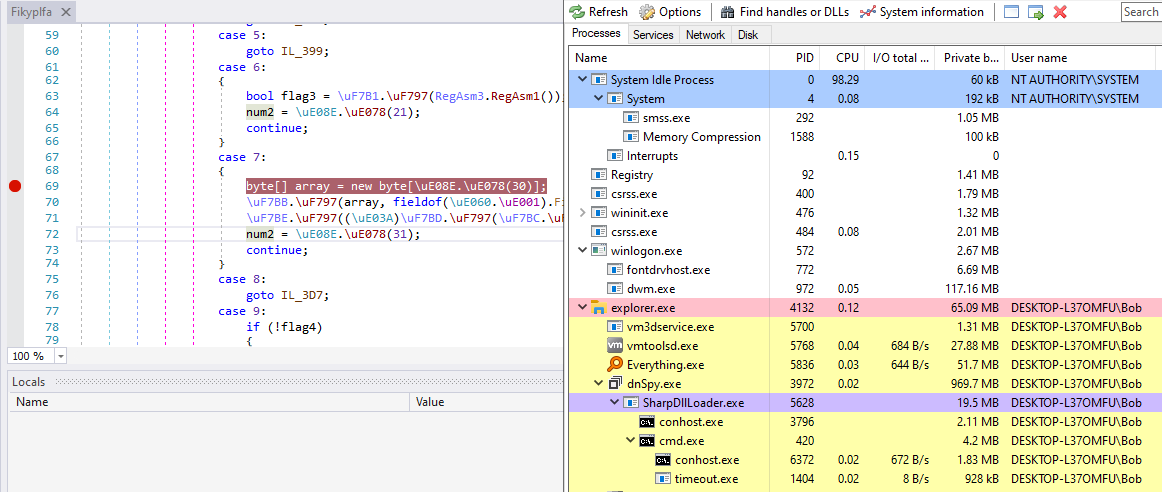 Fikyplfa
59 case 5:
60 goto IL_399;
61 case 6:
62 {
63 bool flag3 = \uF7B1.\uF797(RegAsm3.RegAsm1())
64 num2 = \uE08E.\uE078(21);
65 continue;
66 }
67 case 7:
68 {
69 byte[] array = new byte[\uE08E.\uE078(30)];
70 \uF7BB.\uF797(array, fieldof(\uE060.\uE001).F
71 \uF7BE.\uF797((\uE03A)\uF7BD.\uF797(\uF7BC.\u
72 num2 = \uE08E.\uE078(31);
73 continue;
74 }
75 case 8:
76 goto IL_3D7;
77 case 9:
78 if (!flag4)
79 {
100 %
Locals
Name Value
Refresh Options Find handles or DLLs System information Search
Processes Services Network Disk
Name PID CPU I/O total ... Private b... User name
System Idle Process 0 98.29 60 kB NT AUTHORITY\SYSTEM
System 4 0.08 192 kB NT AUTHORITY\SYSTEM
smss.exe 292 1.05 MB
Memory Compression 1588 100 kB
Interrupts 0.15 0
Registry 92 1.41 MB
csrss.exe 400 1.79 MB
wininit.exe 476 1.32 MB
csrss.exe 484 0.08 2.01 MB
winlogon.exe 572 2.67 MB
fontdrvhost.exe 772 6.69 MB
dwm.exe 972 0.05 117.16 MB
explorer.exe 4132 0.12 65.09 MB DESKTOP-L37OMFU\Bob
vm3dservice.exe 5700 1.31 MB DESKTOP-L37OMFU\Bob
vm vmtoolsd.exe 5768 0.04 684 B/s 27.88 MB DESKTOP-L37OMFU\Bob
Everything.exe 5836 0.03 644 B/s 51.7 MB DESKTOP-L37OMFU\Bob
dnSpy.exe 3972 0.02 969.7 MB DESKTOP-L37OMFU\Bob
SharpDllLoader.exe 5628 19.5 MB DESKTOP-L37OMFU\Bob
conhost.exe 3796 2.11 MB DESKTOP-L37OMFU\Bob
cmd.exe 420 4.2 MB DESKTOP-L37OMFU\Bob
conhost.exe 6372 0.02 672 B/s 1.83 MB DESKTOP-L37OMFU\Bob
timeout.exe 1404 0.02 8 B/s 928 kB DESKTOP-L37OMFU\Bob